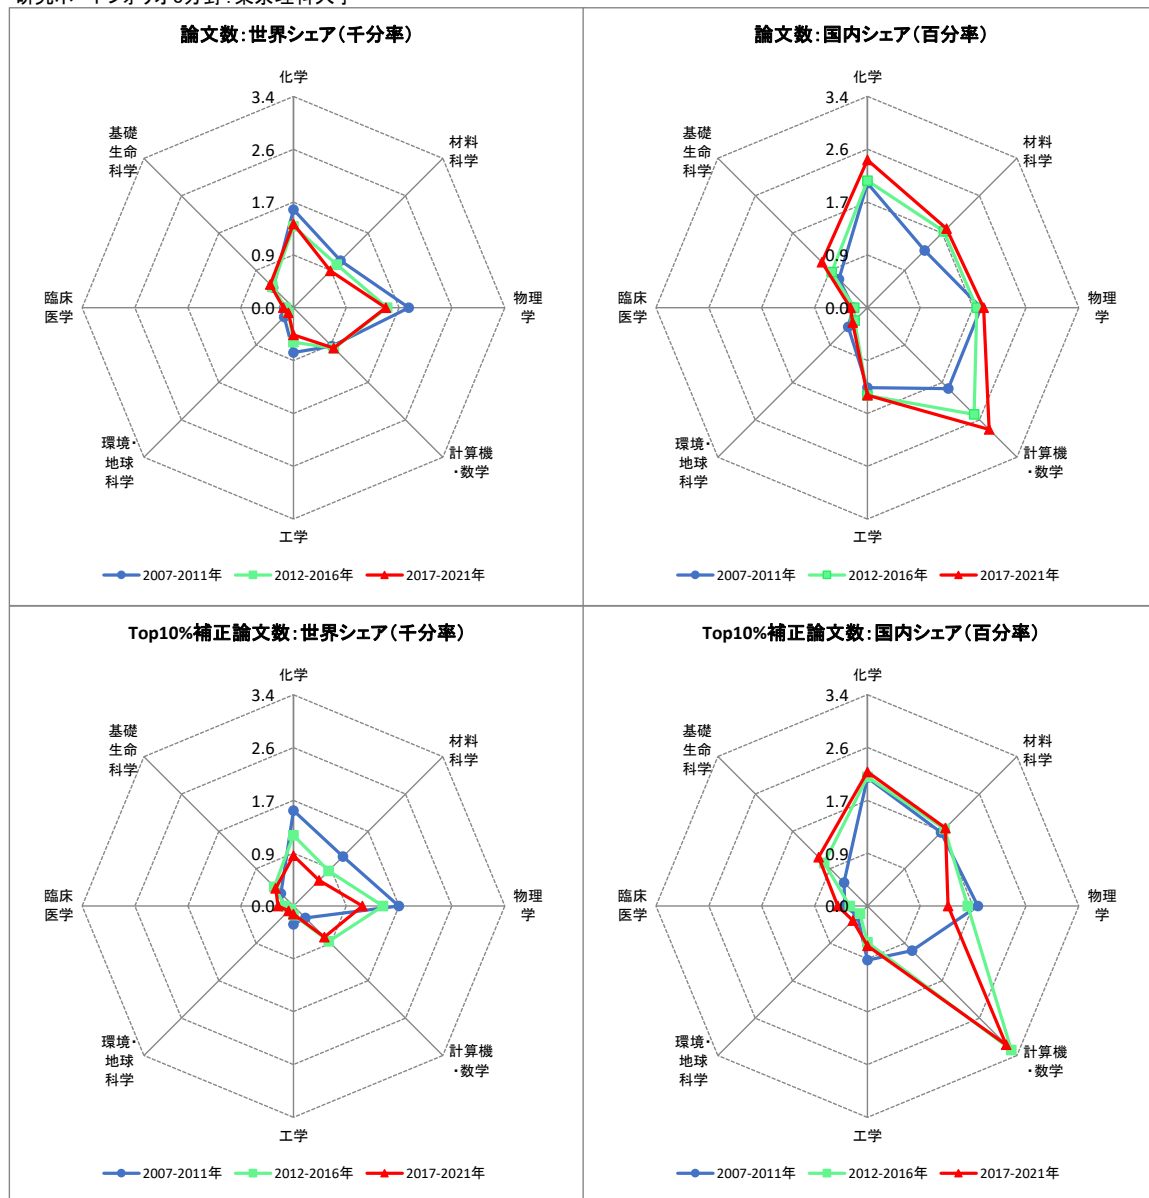 研究ポートフォリオ8分野：東京理科大学
論文数：世界シェア（千分率）
化学
3.4
2.6
1.7
0.9
0.0
材料
科学
物理
学
計算機
・数学
工学
環境・
地球
科学
臨床
医学
基礎
生命
科学
2007-2011年 2012-2016年 2017-2021年
論文数：国内シェア（百分率）
化学
3.4
2.6
1.7
0.9
0.0
材料
科学
物理
学
計算機
・数学
工学
環境・
地球
科学
臨床
医学
基礎
生命
科学
2007-2011年 2012-2016年 2017-2021年
Top10%補正論文数：世界シェア（千分率）
化学
3.4
2.6
1.7
0.9
0.0
材料
科学
物理
学
計算機
・数学
工学
環境・
地球
科学
臨床
医学
基礎
生命
科学
2007-2011年 2012-2016年 2017-2021年
Top10%補正論文数：国内シェア（百分率）
化学
3.4
2.6
1.7
0.9
0.0
材料
科学
物理
学
計算機
・数学
工学
環境・
地球
科学
臨床
医学
基礎
生命
科学
2007-2011年 2012-2016年 2017-2021年